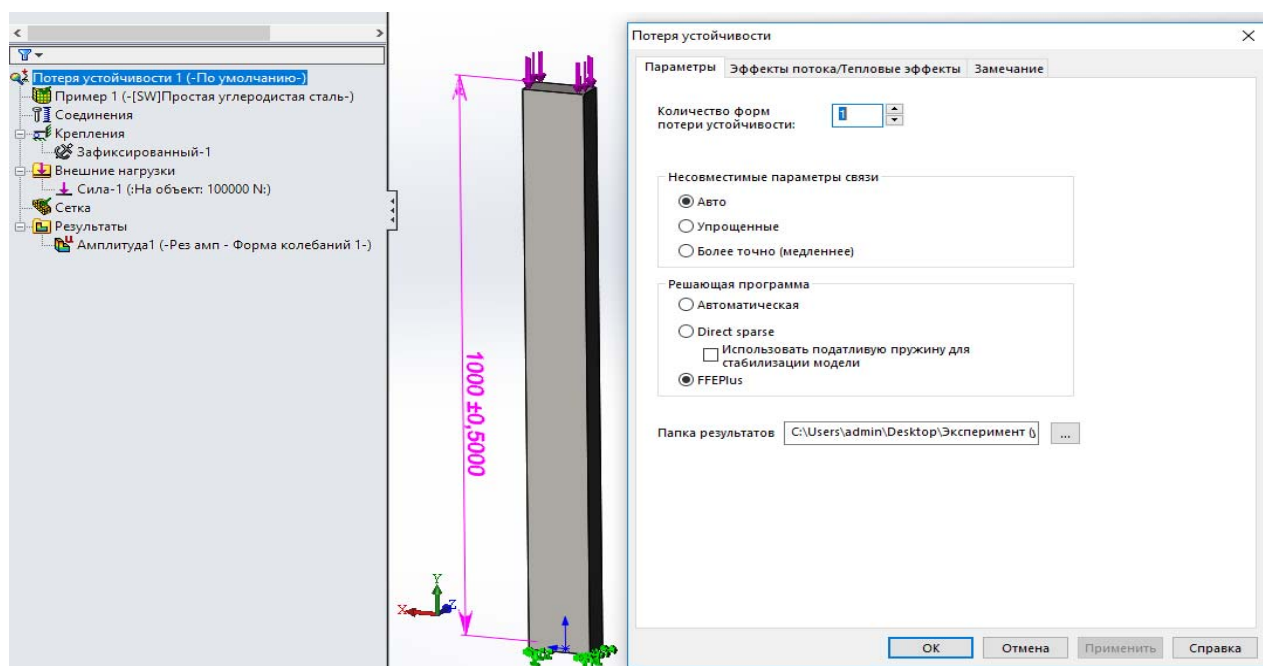 Потеря устойчивости 1 (-По умолчанию-)
Пример 1 (-[SW]Простая углеродистая сталь-)
Соединения
Крепления
Зафиксированный-1
Внешние нагрузки
Сила-1 (:На объект: 100000 N:)
Сетка
Результаты
Амплитуда1 (-Рез амп - Форма колебаний 1-)
1000 ±0,5000
Y
X
Z
Потеря устойчивости
Параметры Эффекты потока/Тепловые эффекты Замечание
Количество форм
потери устойчивости:
1
Несовместимые параметры связи
Авто
Упрощенные
Более точно (медленнее)
Решающая программа
Автоматическая
Direct sparse
Использовать податливую пружину для
стабилизации модели
FFEPlus
Папка результатов C:\Users\admin\Desktop\Эксперимент (у ...
ОК Отмена Применить Справка